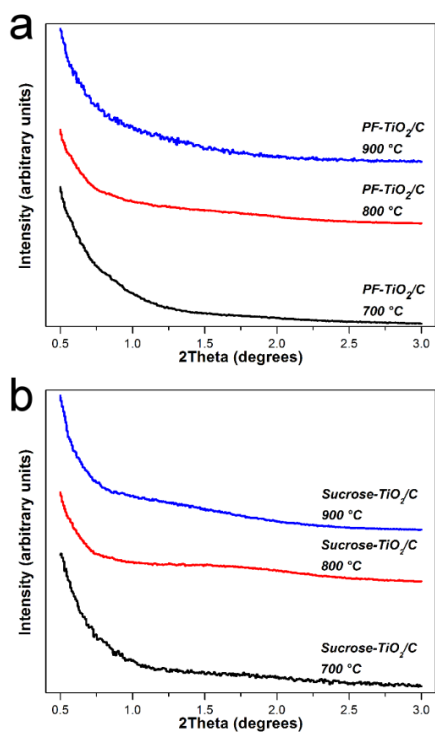 a
Intensity (arbitrary units)
PF-TiO₂/C
900 °C
PF-TiO₂/C
800 °C
PF-TiO₂/C
700 °C
0.5 1.0 1.5 2.0 2.5 3.0
2Theta (degrees)
b
Intensity (arbitrary units)
Sucrose-TiO₂/C
900 °C
Sucrose-TiO₂/C
800 °C
Sucrose-TiO₂/C
700 °C
0.5 1.0 1.5 2.0 2.5 3.0
2Theta (degrees)